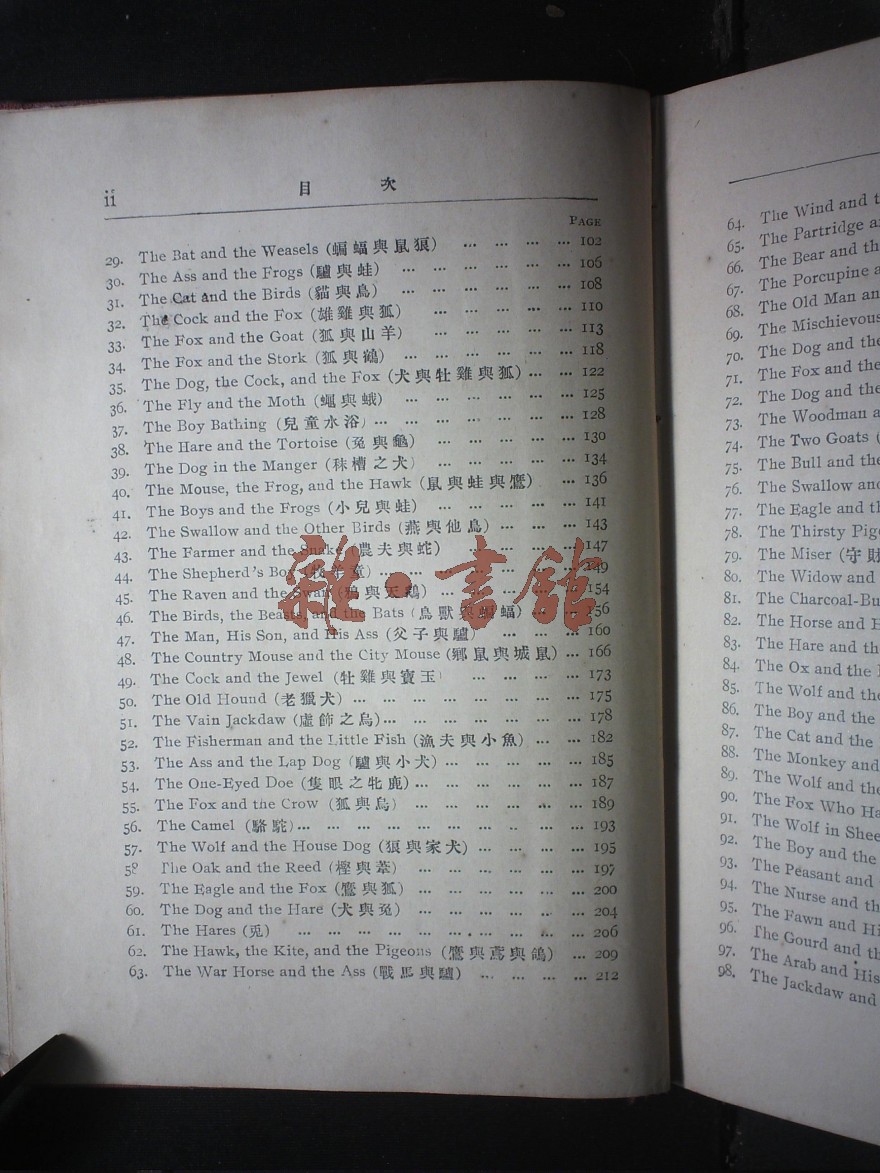 ii 目 次
PAGE
29. The Bat and the Weasels (蝙蝠與鼠狼) ... ... ... ... 102
30. The Ass and the Frogs (驢與蛙) ... ... ... ... ... ... 106
31. The Cat and the Birds (貓與鳥) ... ... ... ... ... ... 108
32. The Cock and the Fox (雄雞與狐) ... ... ... ... ... 110
33. The Fox and the Goat (狐與山羊) ... ... ... ... ... 113
34. The Fox and the Stork (狐與鶴) ... ... ... ... ... ... 118
35. The Dog, the Cock, and the Fox (犬與牡雞與狐) ... ... 122
36. The Fly and the Moth (蠅與蛾) ... ... ... ... ... ... 125
37. The Boy Bathing (兒童水浴) ... ... ... ... ... ... ... 128
38. The Hare and the Tortoise (兔與龜) ... ... ... ... ... 130
39. The Dog in the Manger (秣槽之犬) ... ... ... ... ... 134
40. The Mouse, the Frog, and the Hawk (鼠與蛙與鷹) ... 136
41. The Boys and the Frogs (小兒與蛙) ... ... ... ... ... 141
42. The Swallow and the Other Birds (燕與他鳥) ... ... ... 143
43. The Farmer and the Snake (農夫與蛇) ... ... ... ... 147
44. The Shepherd's Boy (牧羊童) ... ... ... ... ... ... 149
45. The Raven and the Swan (鴉與天鵝) ... ... ... ... 154
46. The Birds, the Beasts, and the Bats (鳥獸與蝙蝠) ... ... 156
47. The Man, His Son, and His Ass (父子與驢) ... ... ... 160
48. The Country Mouse and the City Mouse (鄉鼠與城鼠) ... 166
49. The Cock and the Jewel (牡雞與寶玉) ... ... ... ... 173
50. The Old Hound (老獵犬) ... ... ... ... ... ... ... ... 175
51. The Vain Jackdaw (虛飾之烏) ... ... ... ... ... ... ... 178
52. The Fisherman and the Little Fish (漁夫與小魚) ... ... 182
53. The Ass and the Lap Dog (驢與小犬) ... ... ... ... ... 185
54. The One-Eyed Doe (隻眼之牝鹿) ... ... ... ... ... ... 187
55. The Fox and the Crow (狐與烏) ... ... ... ... ... ... 189
56. The Camel (駱駝) ... ... ... ... ... ... ... ... ... ... 193
57. The Wolf and the House Dog (狼與家犬) ... ... ... ... 195
58 The Oak and the Reed (樫與葦) ... ... ... ... ... ... 197
59. The Eagle and the Fox (鷹與狐) ... ... ... ... ... ... 200
60. The Dog and the Hare (犬與兔) ... ... ... ... ... ... 204
61. The Hares (兎) ... ... ... ... ... ... ... ... ... ... 206
62. The Hawk, the Kite, and the Pigeons (鷹與鳶與鴿) ... 209
63. The War Horse and the Ass (戰馬與驢) ... ... ... ... 212
雜·書館
64. The Wind and t
65. The Partridge a
66. The Bear and th
67. The Porcupine a
68. The Old Man an
69. The Mischievous
70. The Dog and the
71. The Fox and the
72. The Dog and the
73. The Woodman a
74. The Two Goats (
75. The Bull and the
76. The Swallow and
77. The Eagle and t
78. The Thirsty Pige
79. The Miser (守財
80. The Widow and
81. The Charcoal-Bu
82. The Horse and H
83. The Hare and th
84. The Ox and the
85. The Wolf and the
86. The Boy and the
87. The Cat and the
88. The Monkey and
89. The Wolf and the
90. The Fox Who Ha
91. The Wolf in Shee
92. The Boy and the
93. The Peasant and
94. The Nurse and th
95. The Fawn and Hi
96. The Gourd and th
97. The Arab and His
98. The Jackdaw and